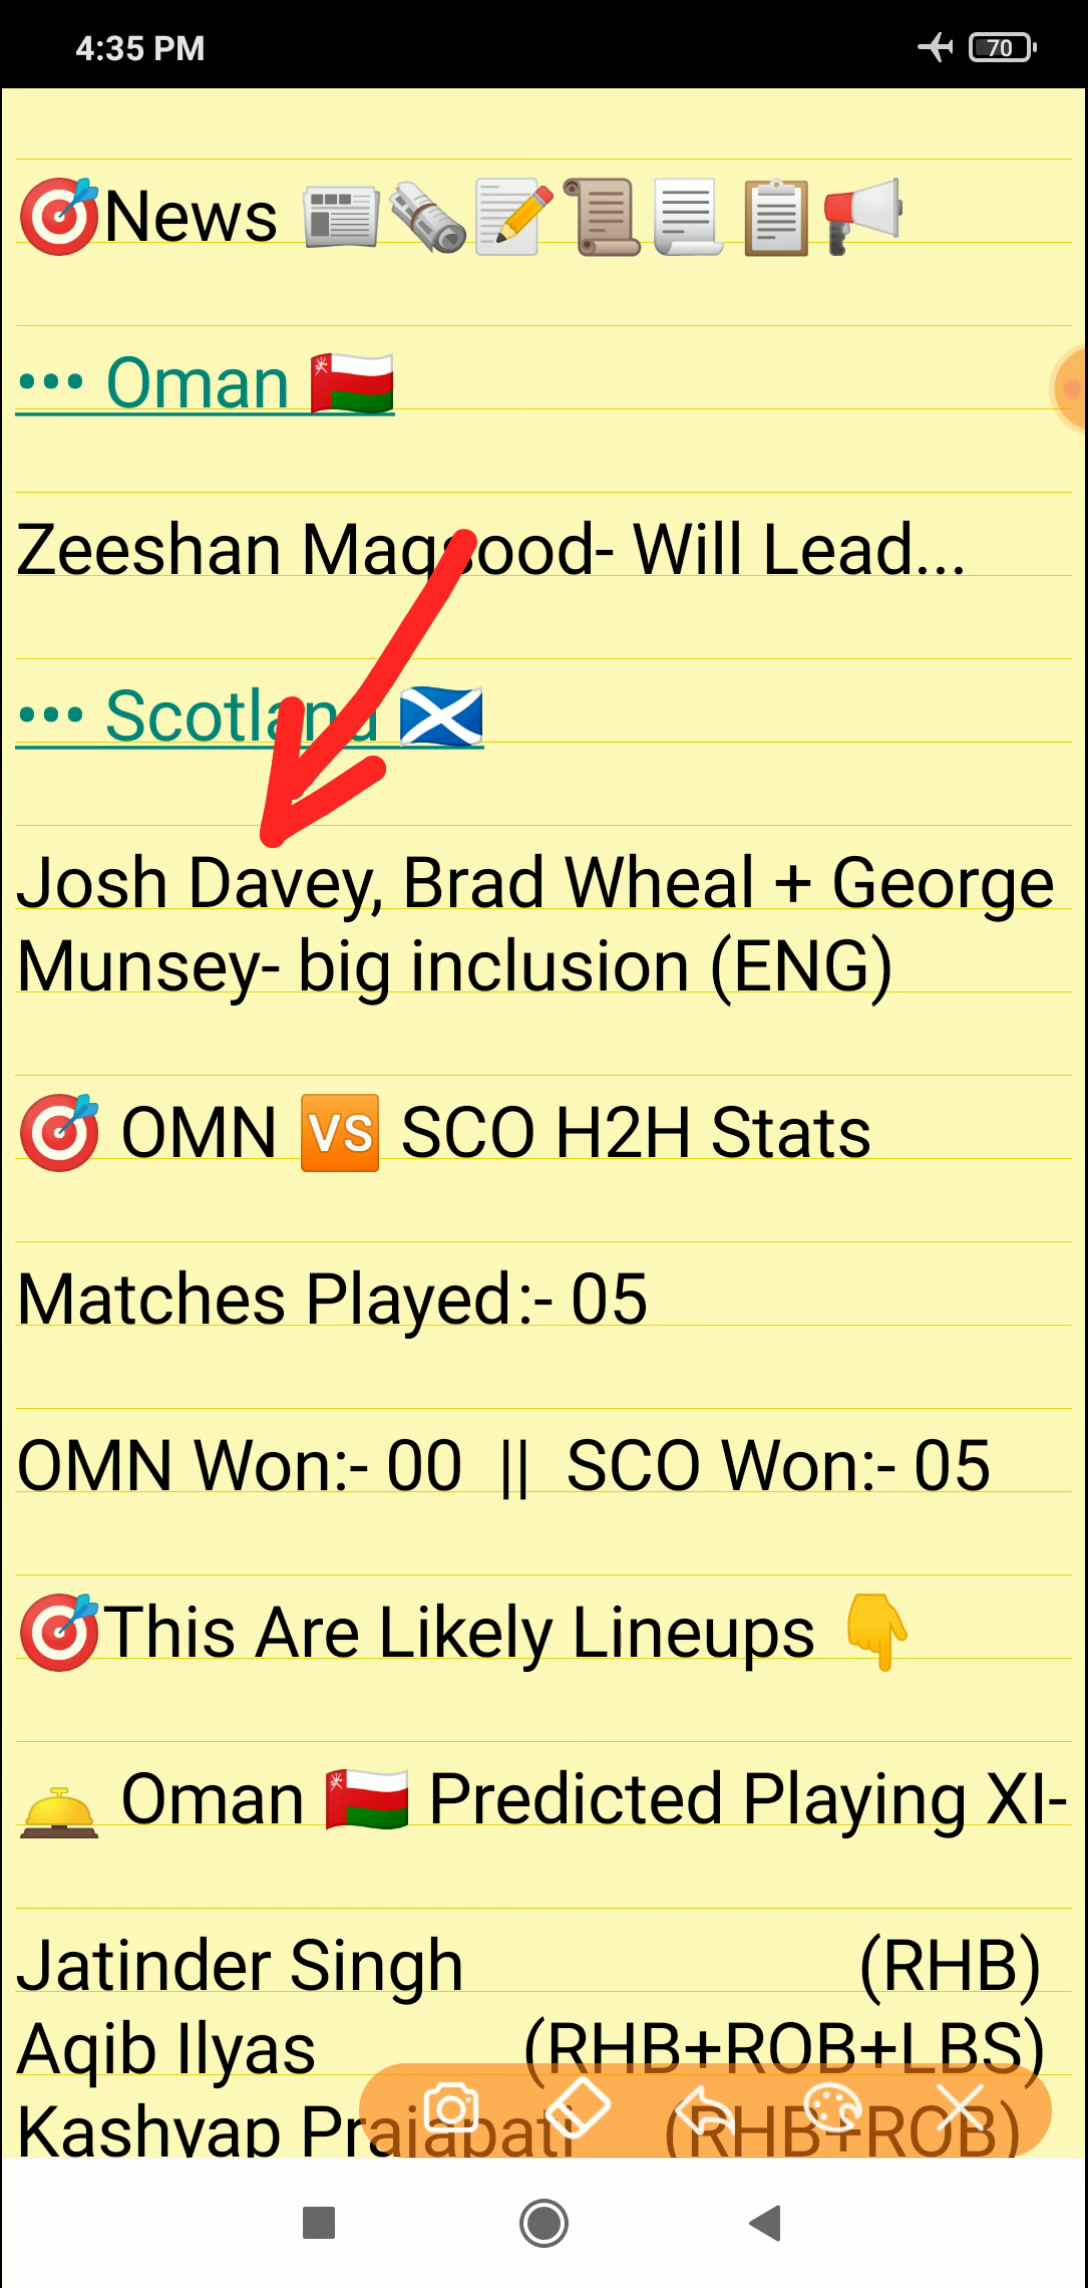 4:35 PM
70
🎯News 📰🗞📝📜📃📋📢
••• Oman 🇴🇲
Zeeshan Maqsood- Will Lead...
••• Scotland 🏴󠁧󠁢󠁳󠁣󠁴󠁿
Josh Davey, Brad Wheal + George
Munsey- big inclusion (ENG)
🎯 OMN 🆚 SCO H2H Stats
Matches Played:- 05
OMN Won:- 00 || SCO Won:- 05
🎯This Are Likely Lineups 👇
🛎 Oman 🇴🇲 Predicted Playing XI-
Jatinder Singh (RHB)
Aqib Ilyas (RHB+ROB+LBS)
Kashyap Prajapati (RHB+ROB)